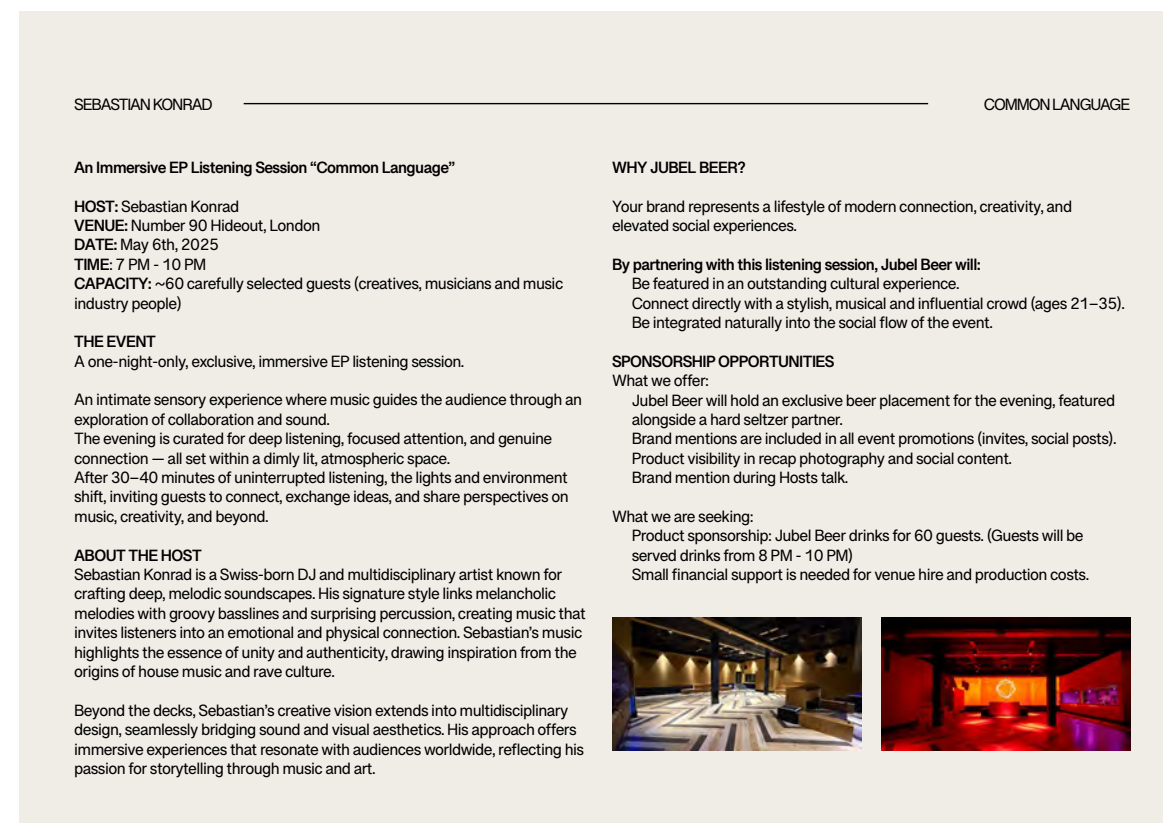 SEBASTIAN KONRAD
COMMON LANGUAGE
An Immersive EP Listening Session “Common Language”
HOST: Sebastian Konrad
VENUE: Number 90 Hideout, London
DATE: May 6th, 2025
TIME: 7 PM - 10 PM
CAPACITY: ~60 carefully selected guests (creatives, musicians and music
industry people)
THE EVENT
A one-night-only, exclusive, immersive EP listening session.
An intimate sensory experience where music guides the audience through an
exploration of collaboration and sound.
The evening is curated for deep listening, focused attention, and genuine
connection — all set within a dimly lit, atmospheric space.
After 30–40 minutes of uninterrupted listening, the lights and environment
shift, inviting guests to connect, exchange ideas, and share perspectives on
music, creativity, and beyond.
ABOUT THE HOST
Sebastian Konrad is a Swiss-born DJ and multidisciplinary artist known for
crafting deep, melodic soundscapes. His signature style links melancholic
melodies with groovy basslines and surprising percussion, creating music that
invites listeners into an emotional and physical connection. Sebastian’s music
highlights the essence of unity and authenticity, drawing inspiration from the
origins of house music and rave culture.
Beyond the decks, Sebastian’s creative vision extends into multidisciplinary
design, seamlessly bridging sound and visual aesthetics. His approach offers
immersive experiences that resonate with audiences worldwide, reflecting his
passion for storytelling through music and art.
WHY JUBEL BEER?
Your brand represents a lifestyle of modern connection, creativity, and
elevated social experiences.
By partnering with this listening session, Jubel Beer will:
Be featured in an outstanding cultural experience.
Connect directly with a stylish, musical and influential crowd (ages 21–35).
Be integrated naturally into the social flow of the event.
SPONSORSHIP OPPORTUNITIES
What we offer:
Jubel Beer will hold an exclusive beer placement for the evening, featured
alongside a hard seltzer partner.
Brand mentions are included in all event promotions (invites, social posts).
Product visibility in recap photography and social content.
Brand mention during Hosts talk.
What we are seeking:
Product sponsorship: Jubel Beer drinks for 60 guests. (Guests will be
served drinks from 8 PM - 10 PM)
Small financial support is needed for venue hire and production costs.